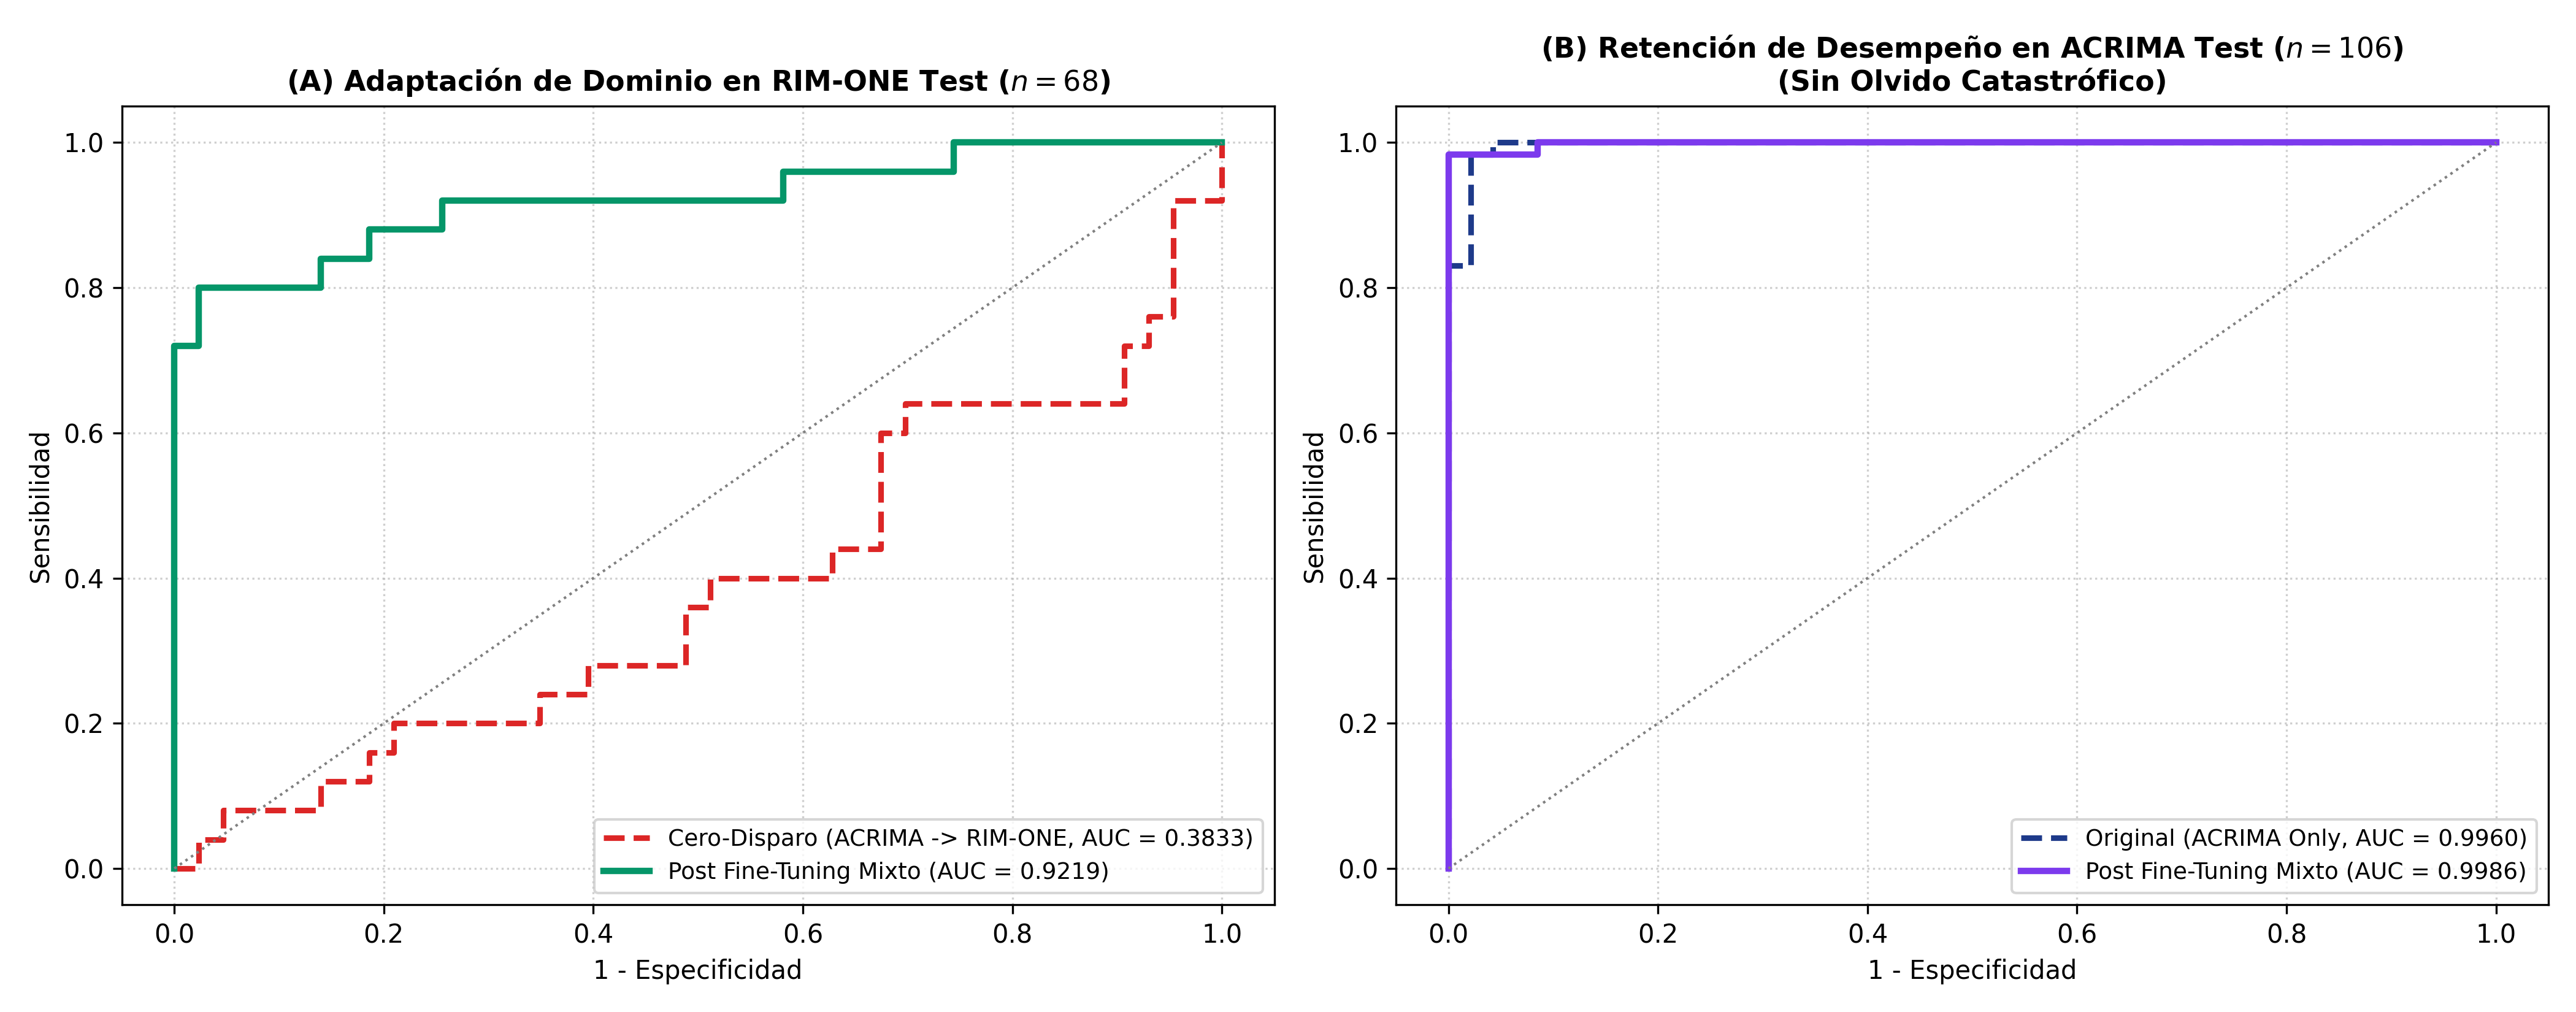 (A) Adaptación de Dominio en RIM-ONE Test (n = 68)
1.0
0.8
0.6
0.4
0.2
0.0
Sensibilidad
0.0 0.2 0.4 0.6 0.8 1.0
1 - Especificidad
Cero-Disparo (ACRIMA -> RIM-ONE, AUC = 0.3833)
Post Fine-Tuning Mixto (AUC = 0.9219)
(B) Retención de Desempeño en ACRIMA Test (n = 106)
(Sin Olvido Catastrófico)
1.0
0.8
0.6
0.4
0.2
0.0
Sensibilidad
0.0 0.2 0.4 0.6 0.8 1.0
1 - Especificidad
Original (ACRIMA Only, AUC = 0.9960)
Post Fine-Tuning Mixto (AUC = 0.9986)